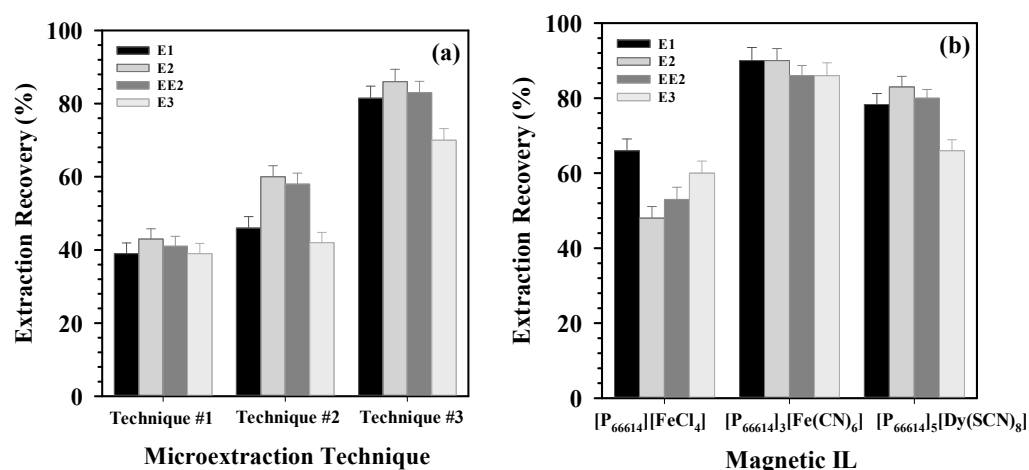 100
80
60
40
20
0
Extraction Recovery (%)
E1
E2
EE2
E3
(a)
Technique #1 Technique #2 Technique #3
Microextraction Technique
100
80
60
40
20
0
Extraction Recovery (%)
E1
E2
EE2
E3
(b)
[P₆₆₆₁₄][FeCl₄] [P₆₆₆₁₄]₃[Fe(CN)₆] [P₆₆₆₁₄]₅[Dy(SCN)₈]
Magnetic IL